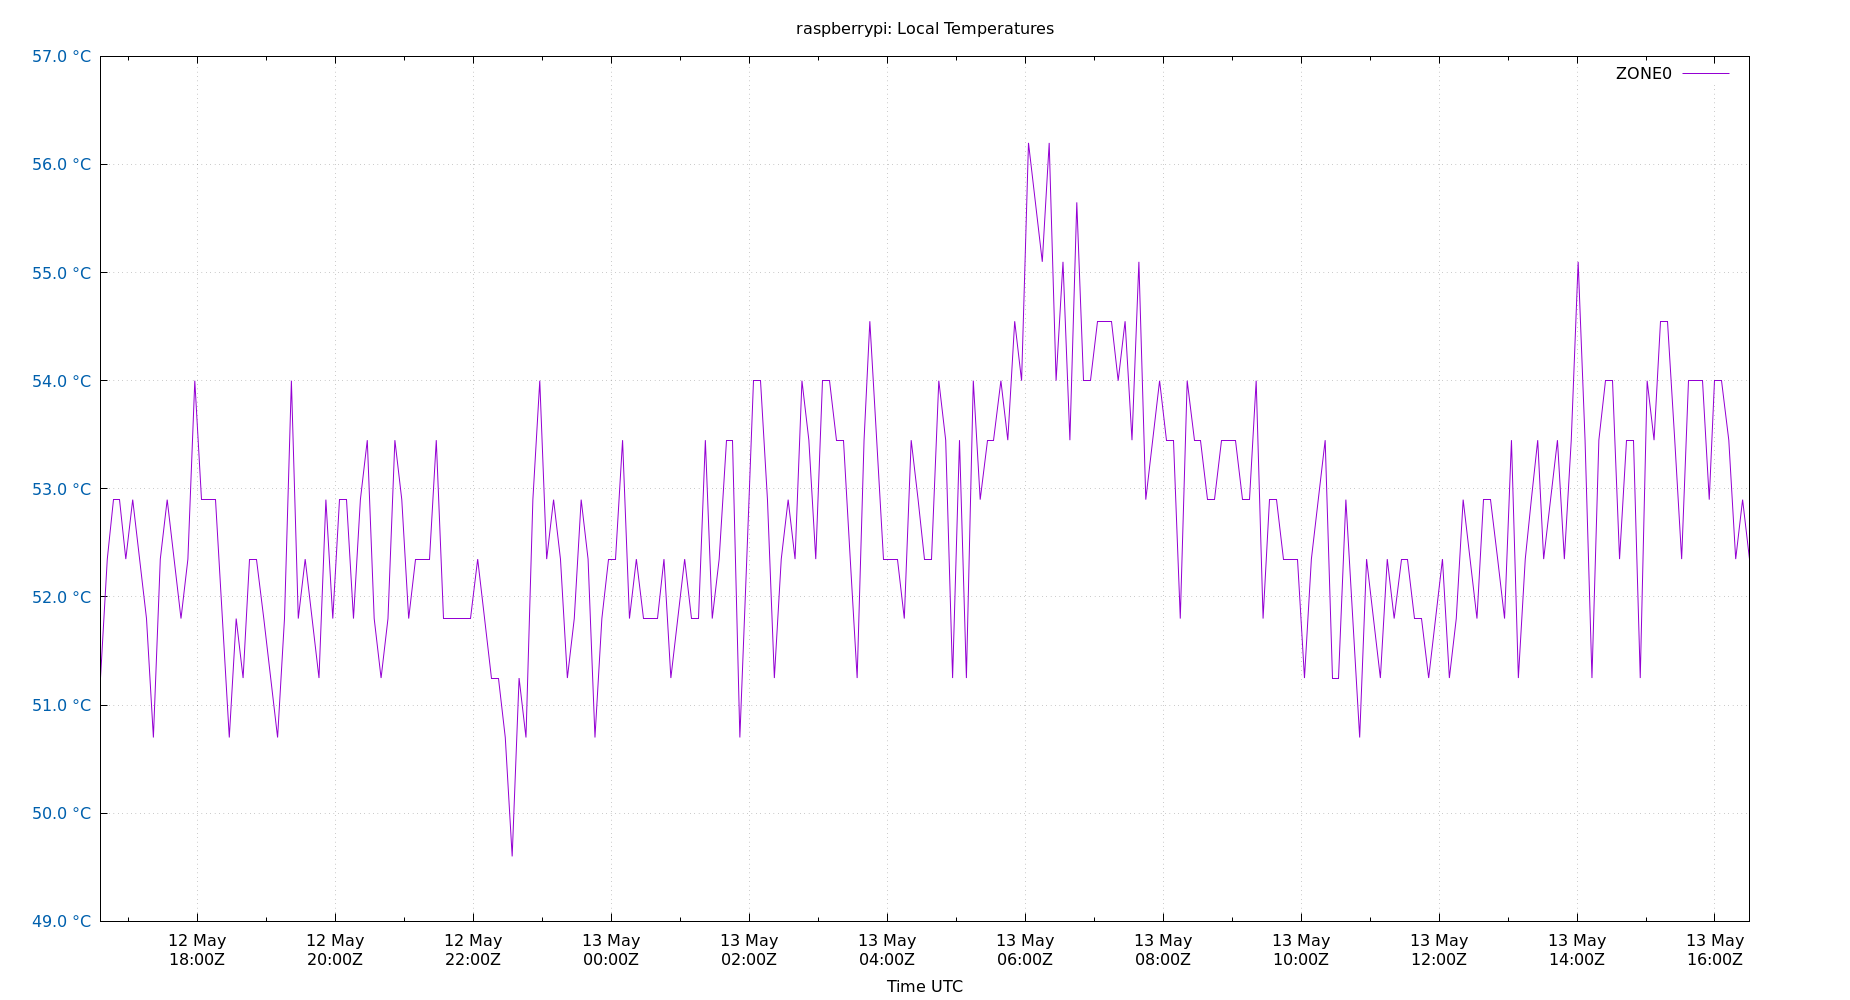 raspberrypi: Local Temperatures
57.0 °C
ZONE0
56.0 °C
55.0 °C
54.0 °C
53.0 °C
52.0 °C
51.0 °C
50.0 °C
49.0 °C
12 May 12 May 12 May 13 May 13 May 13 May 13 May 13 May 13 May 13 May 13 May 13 May
18:00Z 20:00Z 22:00Z 00:00Z 02:00Z 04:00Z 06:00Z 08:00Z 10:00Z 12:00Z 14:00Z 16:00Z
Time UTC